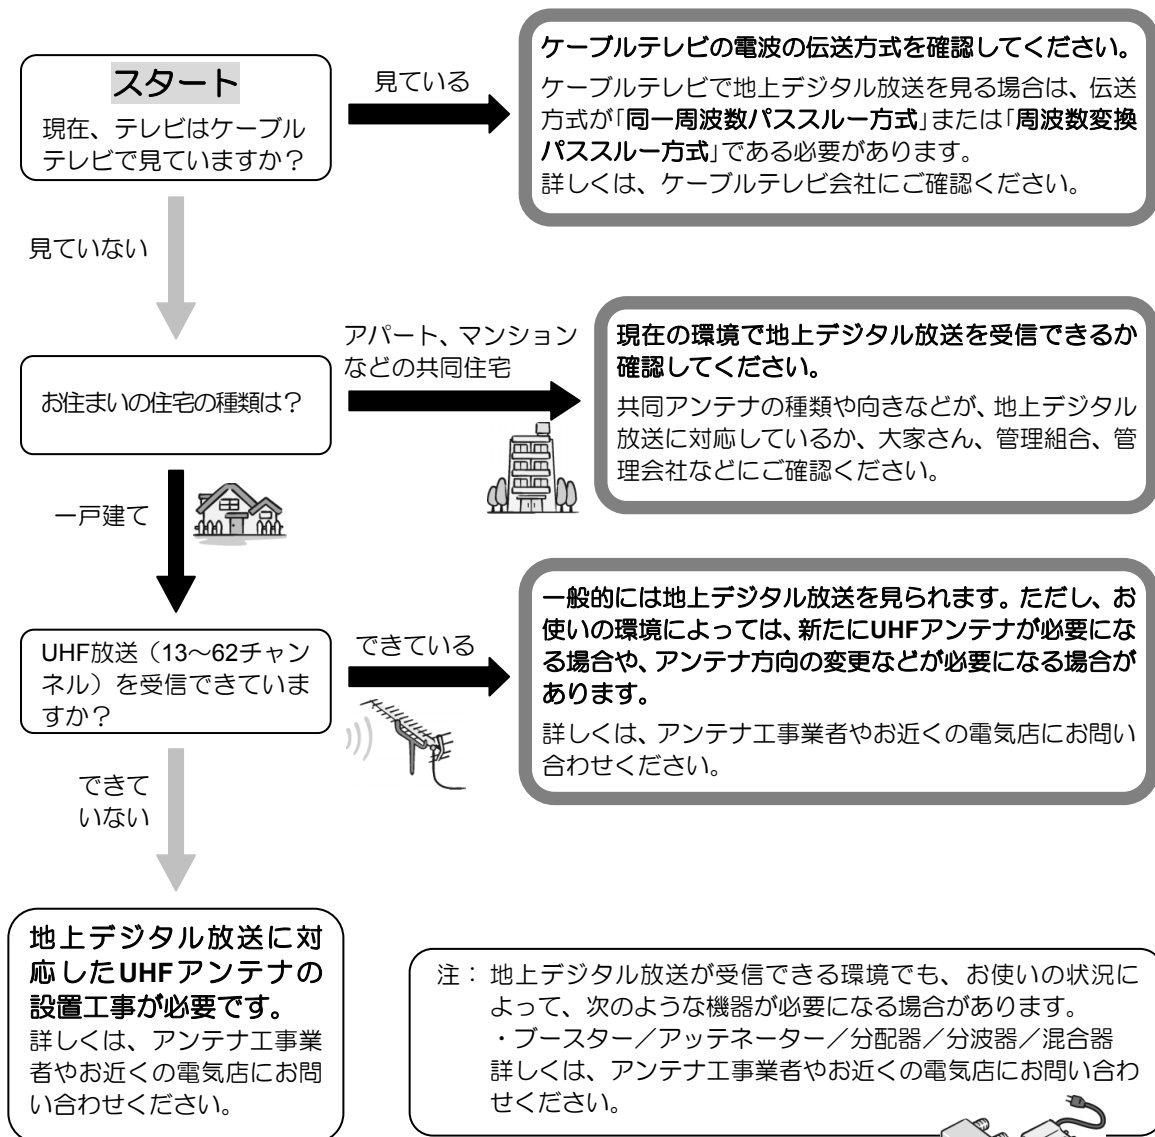 スタート
現在、テレビはケーブル
テレビで見ていますか？
見ている
ケーブルテレビの電波の伝送方式を確認してください。
ケーブルテレビで地上デジタル放送を見る場合は、伝送
方式が「同一周波数パススルー方式」または「周波数変換
パススルー方式」である必要があります。
詳しくは、ケーブルテレビ会社にご確認ください。
見ていない
お住まいの住宅の種類は？
アパート、マンション
などの共同住宅
現在の環境で地上デジタル放送を受信できるか
確認してください。
共同アンテナの種類や向きなどが、地上デジタル
放送に対応しているか、大家さん、管理組合、管
理会社などにご確認ください。
一戸建て
UHF放送（13～62チャン
ネル）を受信できていま
すか？
できている
一般的には地上デジタル放送を見られます。ただし、お
使いの環境によっては、新たにUHFアンテナが必要にな
る場合や、アンテナ方向の変更などが必要になる場合が
あります。
詳しくは、アンテナ工事業者やお近くの電気店にお問い
合わせください。
できて
いない
地上デジタル放送に対
応したUHFアンテナの
設置工事が必要です。
詳しくは、アンテナ工事業
者やお近くの電気店にお問
い合わせください。
注： 地上デジタル放送が受信できる環境でも、お使いの状況に
よって、次のような機器が必要になる場合があります。
・ブースター／アッテネーター／分配器／分波器／混合器
詳しくは、アンテナ工事業者やお近くの電気店にお問い合わ
せください。